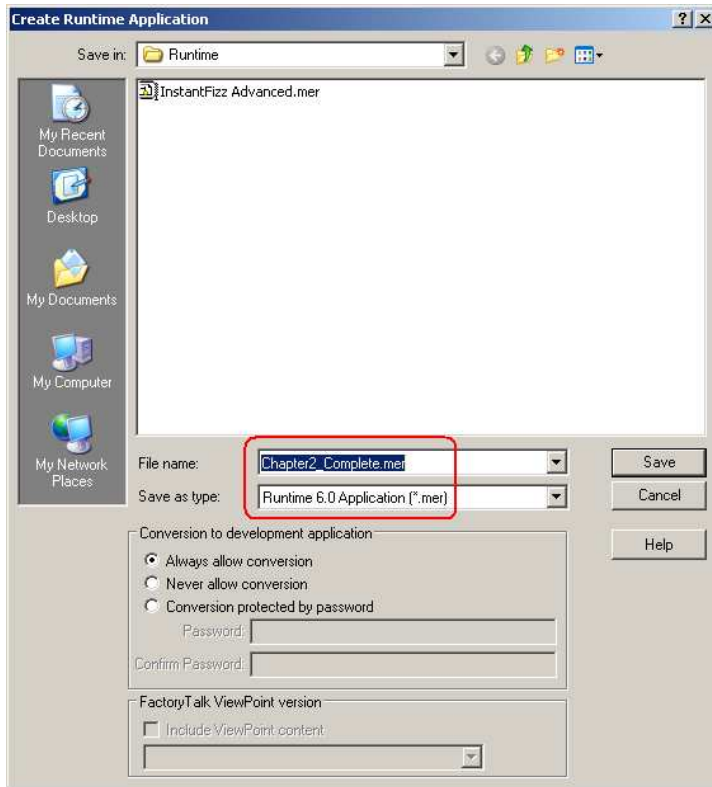 Create Runtime Application
Save in: Runtime
InstantFizz Advanced.mer
My Recent
Documents
Desktop
My Documents
My Computer
My Network
Places
File name: Chapter2_Complete.mer
Save
Save as type: Runtime 6.0 Application (*.mer)
Cancel
Help
Conversion to development application
Always allow conversion
Never allow conversion
Conversion protected by password
Password:
Confirm Password:
FactoryTalk ViewPoint version
Include ViewPoint content